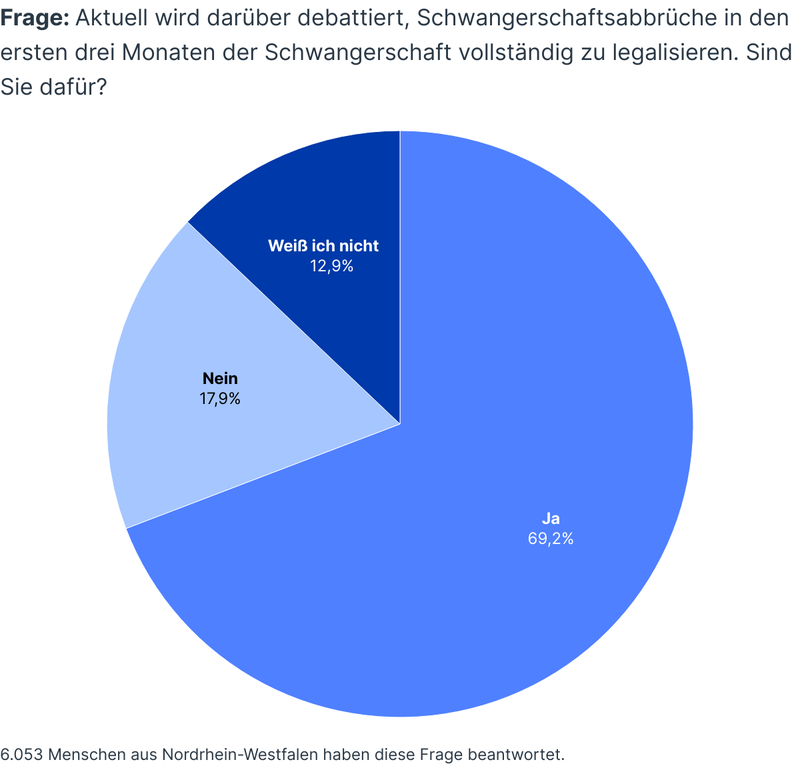 Frage: Aktuell wird darüber debattiert, Schwangerschaftsabbrüche in den
ersten drei Monaten der Schwangerschaft vollständig zu legalisieren. Sind
Sie dafür?
Weiß ich nicht
12,9%
Nein
17,9%
Ja
69,2%
6.053 Menschen aus Nordrhein-Westfalen haben diese Frage beantwortet.